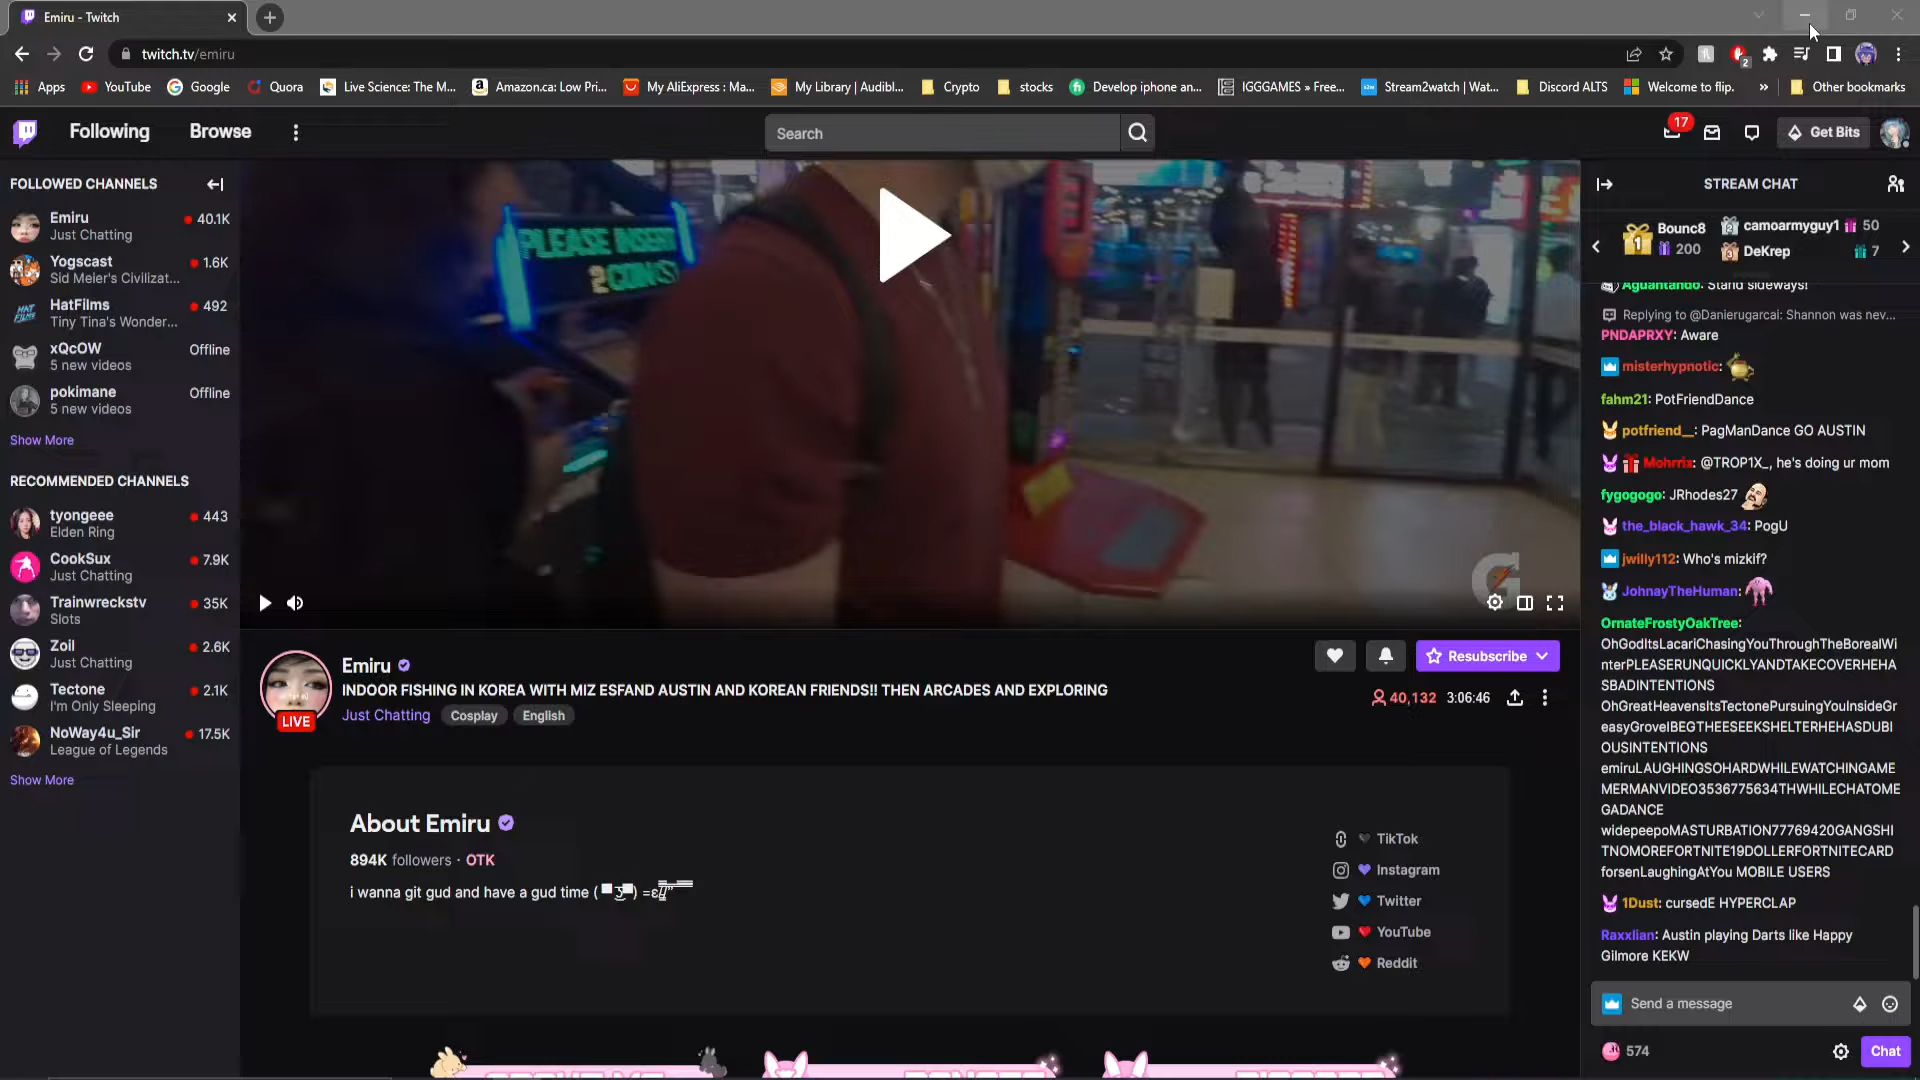 Emiru - Twitch
twitch.tv/emiru
2
Apps
YouTube
Google
Quora
Live Science: The M...
Amazon.ca: Low Pri...
My AliExpress : Ma...
My Library | Audibl...
Crypto
stocks
Develop iphone an...
IGGGAMES » Free...
Stream2watch | Wat...
Discord ALTS
Welcome to flip.
»
Other bookmarks
Following
Browse
Search
17
Get Bits
FOLLOWED CHANNELS
Emiru
40.1K
Just Chatting
Yogscast
1.6K
Sid Meier's Civilizat...
HatFilms
492
Tiny Tina's Wonder...
xQcOW
Offline
5 new videos
pokimane
Offline
5 new videos
Show More
RECOMMENDED CHANNELS
tyongeee
443
Elden Ring
CookSux
7.9K
Just Chatting
Trainwreckstv
35K
Slots
Zoil
2.6K
Just Chatting
Tectone
2.1K
I'm Only Sleeping
NoWay4u_Sir
17.5K
League of Legends
Show More
PLEASE INSERT
2 COIN(S)
LIVE
Emiru
INDOOR FISHING IN KOREA WITH MIZ ESFAND AUSTIN AND KOREAN FRIENDS!! THEN ARCADES AND EXPLORING
Just Chatting
Cosplay
English
Resubscribe
40,132
3:06:46
About Emiru
894K followers · OTK
i wanna git gud and have a gud time
TikTok
Instagram
Twitter
YouTube
Reddit
STREAM CHAT
1
Bounc8
200
2
camoarmyguy1
50
3
DeKrep
7
Aguantando: Stand sideways!
Replying to @Danierugarcai: Shannon was nev...
PNDAPRXY: Aware
misterhypnotic:
fahm21: PotFriendDance
potfriend__: PagManDance GO AUSTIN
Mohrrix: @TROP1X_, he's doing ur mom
fygogogo: JRhodes27
the_black_hawk_34: PogU
jwilly112: Who's mizkif?
JohnayTheHuman:
OrnateFrostyOakTree:
OhGodItsLacariChasingYouThroughTheBorealWi
nterPLEASERUNQUICKLYANDTAKECOVERHEHA
SBADINTENTIONS
OhGreatHeavensItsTectonePursuingYouInsideGr
easyGroveIBEGTHEESEEKSHELTERHEHASDUBI
OUSINTENTIONS
emiruLAUGHINGSOHARDWHILEWATCHINGAME
MERMANVIDEO3536775634THWHILECHATOME
GADANCE
widepeepoMASTURBATION77769420GANGSHI
TNOMOREFORTNITE19DOLLERFORTNITECARD
forsenLaughingAtYou MOBILE USERS
1Dust: cursedE HYPERCLAP
Raxxlian: Austin playing Darts like Happy
Gilmore KEKW
Send a message
574
Chat